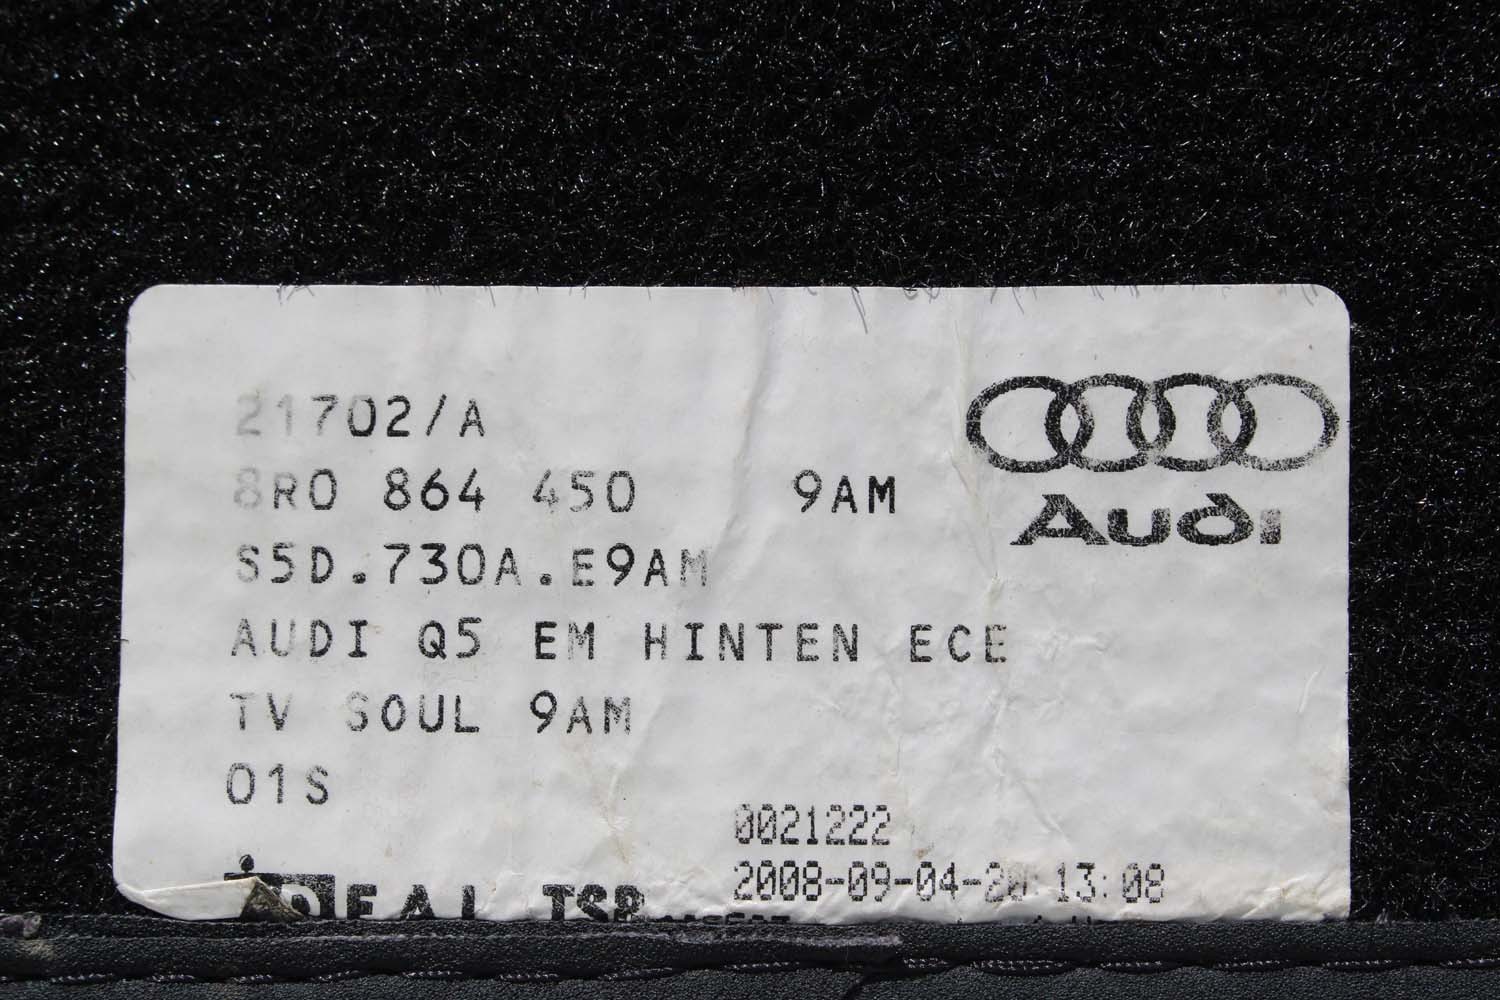 21702/A
8R0 864 450 9AM
Audi
S5D.730A.E9AM
AUDI Q5 EM HINTEN ECE
TV SOUL 9AM
01S
0021222
2008-09-04-20:13:08